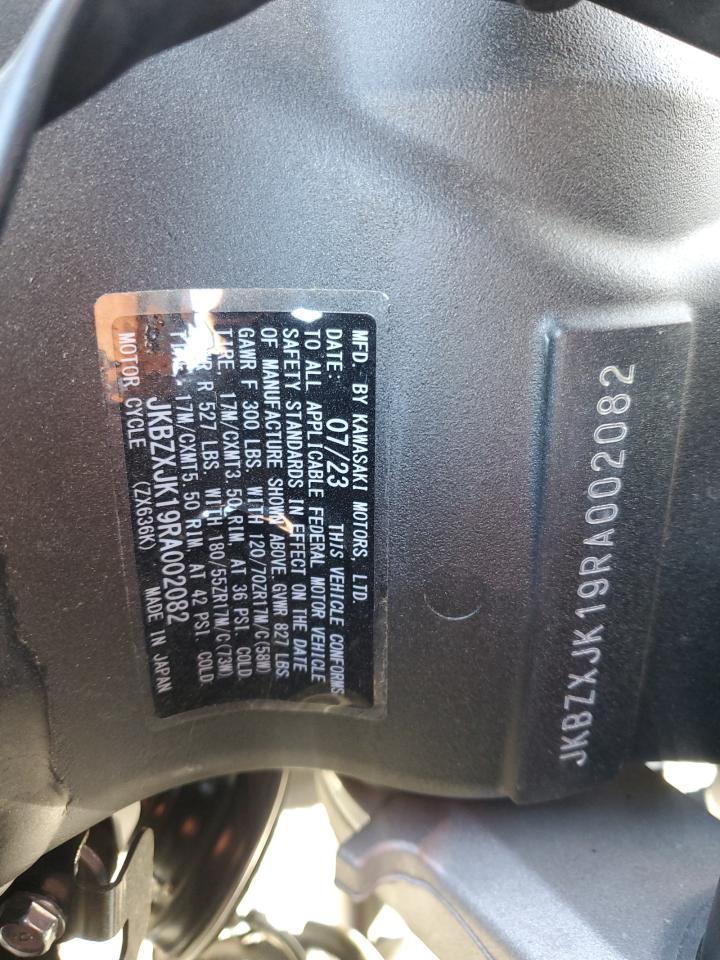 MFD. BY KAWASAKI MOTORS, LTD.
DATE: 07/23 THIS VEHICLE CONFORMS
TO ALL APPLICABLE FEDERAL MOTOR VEHICLE
SAFETY STANDARDS IN EFFECT ON THE DATE
OF MANUFACTURE SHOWN ABOVE. GVWR 827 LBS
GAWR F 300 LBS. WITH 120/70ZR17M/C(58W)
TIRE, 17M/CXMT3.50 RIM AT 36 PSI. COLD.
R 527 LBS. WITH 180/55ZR17M/C(73W)
17M/CXMT5.50 RIM AT 42 PSI. COLD.
JKBZXJK19RA002082
MOTOR CYCLE (ZX636K) MADE IN JAPAN
JKBZXJK19RA002082